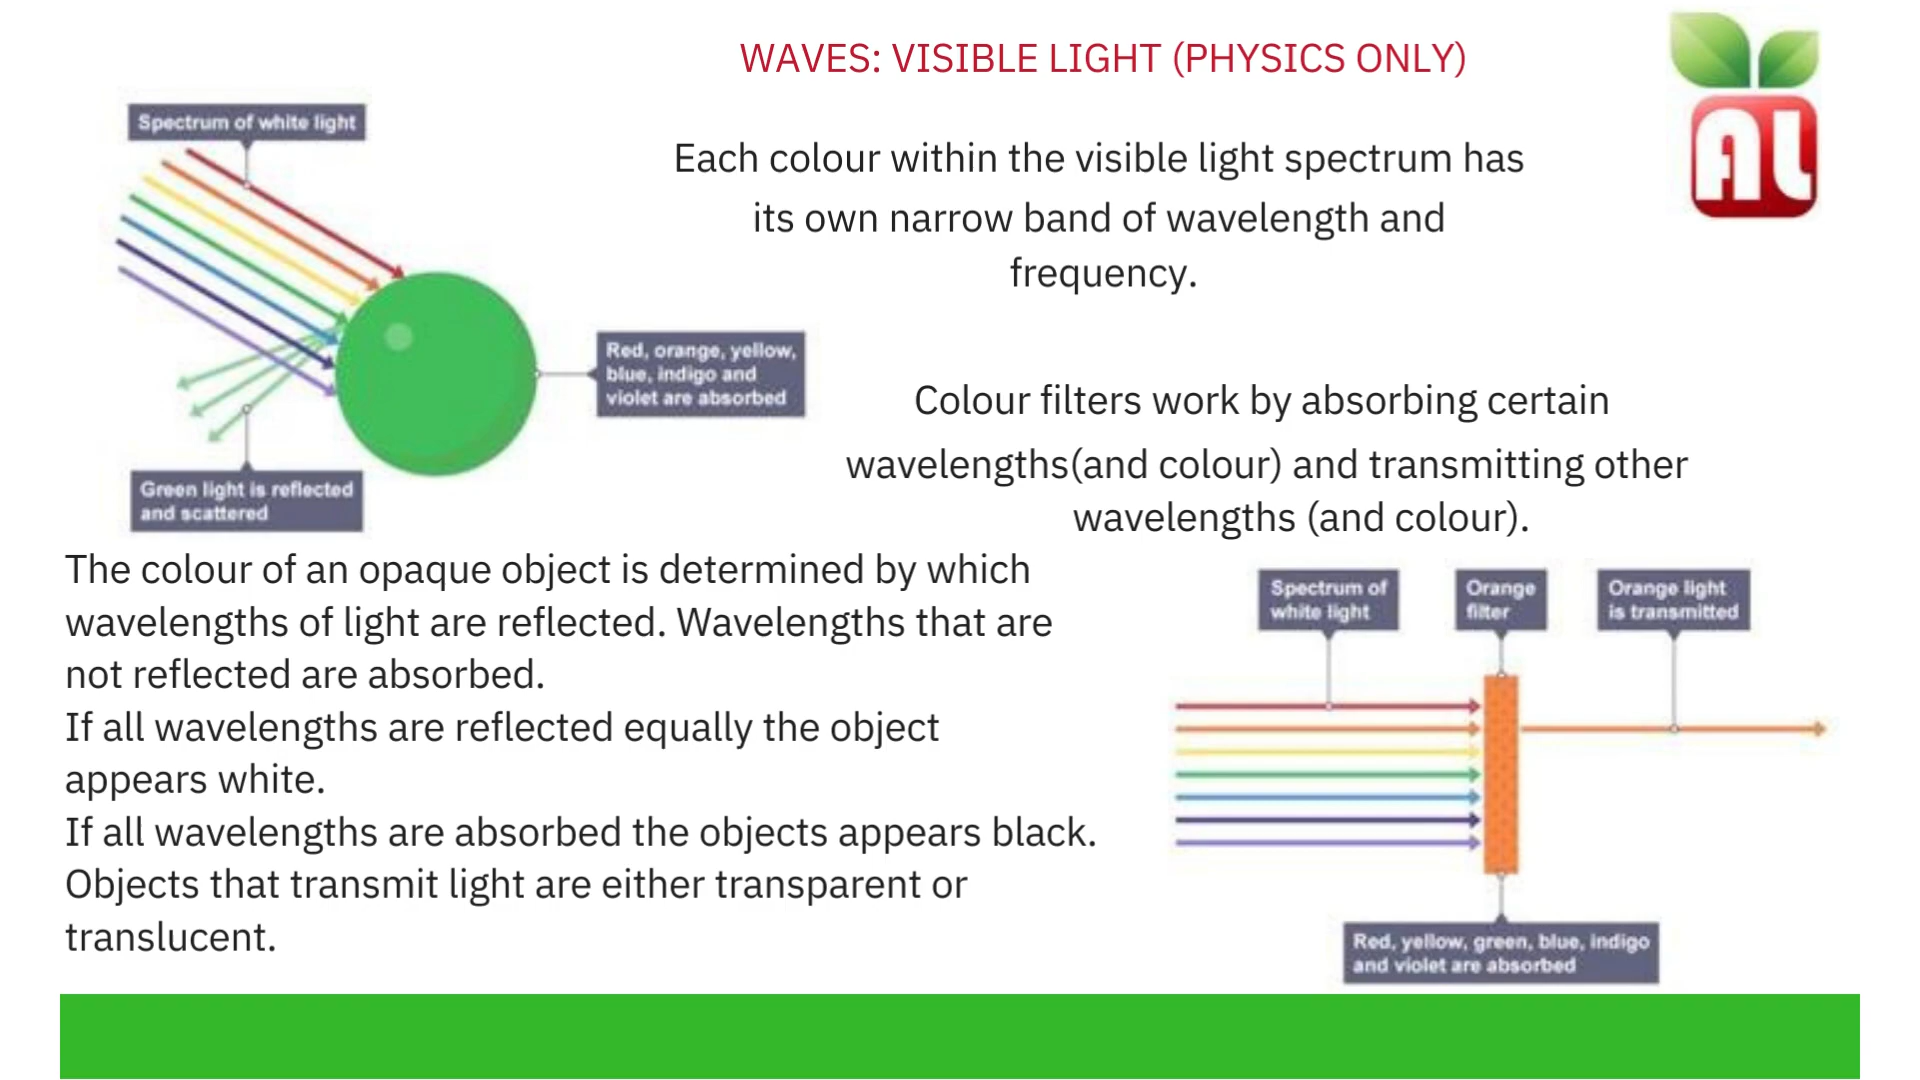 WAVES: VISIBLE LIGHT (PHYSICS ONLY)
AL
Spectrum of white light
Each colour within the visible light spectrum has
its own narrow band of wavelength and
frequency.
Red, orange, yellow,
blue, indigo and
violet are absorbed
Green light is reflected
and scattered
Colour filters work by absorbing certain
wavelengths(and colour) and transmitting other
wavelengths (and colour).
The colour of an opaque object is determined by which
wavelengths of light are reflected. Wavelengths that are
not reflected are absorbed.
If all wavelengths are reflected equally the object
appears white.
If all wavelengths are absorbed the objects appears black.
Objects that transmit light are either transparent or
translucent.
Spectrum of
white light
Orange
filter
Orange light
is transmitted
Red, yellow, green, blue, indigo
and violet are absorbed